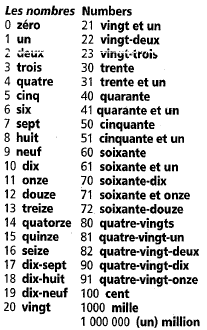 Les nombres Numbers
0 zéro 21 vingt et un
1 un 22 vingt-deux
2 deux 23 vingt-trois
3 trois 30 trente
4 quatre 31 trente et un
5 cinq 40 quarante
6 six 41 quarante et un
7 sept 50 cinquante
8 huit 51 cinquante et un
9 neuf 60 soixante
10 dix 61 soixante et un
11 onze 70 soixante-dix
12 douze 71 soixante et onze
13 treize 72 soixante-douze
14 quatorze 80 quatre-vingts
15 quinze 81 quatre-vingt-un
16 seize 82 quatre-vingt-deux
17 dix-sept 90 quatre-vingt-dix
18 dix-huit 91 quatre-vingt-onze
19 dix-neuf 100 cent
20 vingt 1000 mille
1 000 000 (un) million